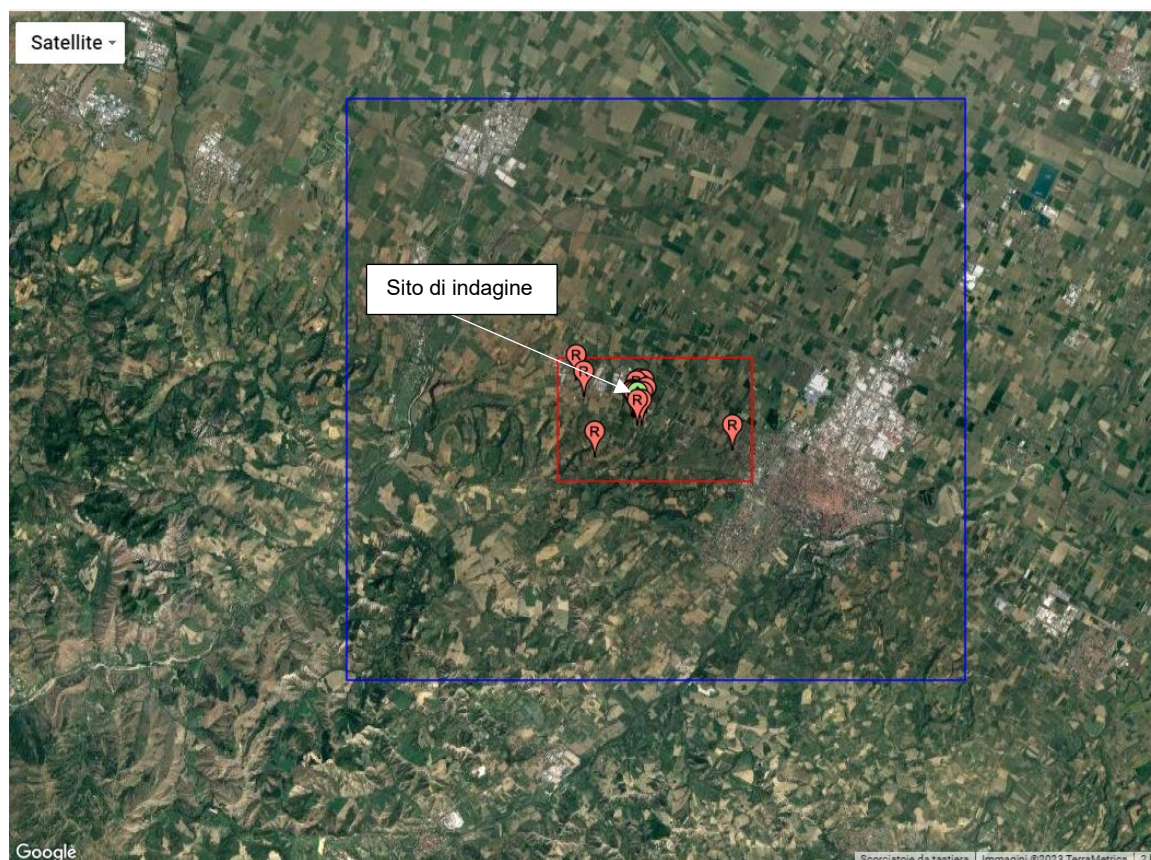 Satellite
Sito di indagine
R
R
R
R
R
R
Google
Scorciatoie da tastiera
Immagini ©2023 TerraMetrics